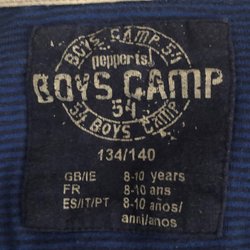 BOYS CAMP 54
pepperts!
BOYS CAMP
54
54 BOYS CAMP
134/140
GB/IE 8-10 years
FR 8-10 ans
ES/IT/PT 8-10 años/
anni/anos